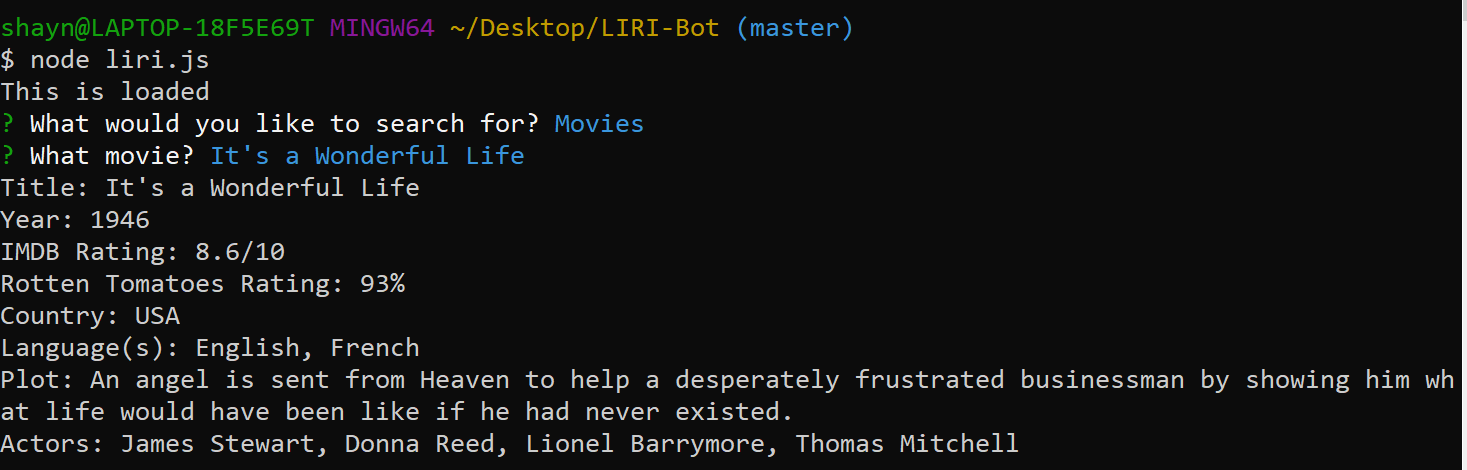 shayn@LAPTOP-18F5E69T MINGW64 ~/Desktop/LIRI-Bot (master)
$ node liri.js
This is loaded
? What would you like to search for? Movies
? What movie? It's a Wonderful Life
Title: It's a Wonderful Life
Year: 1946
IMDB Rating: 8.6/10
Rotten Tomatoes Rating: 93%
Country: USA
Language(s): English, French
Plot: An angel is sent from Heaven to help a desperately frustrated businessman by showing him wh
at life would have been like if he had never existed.
Actors: James Stewart, Donna Reed, Lionel Barrymore, Thomas Mitchell